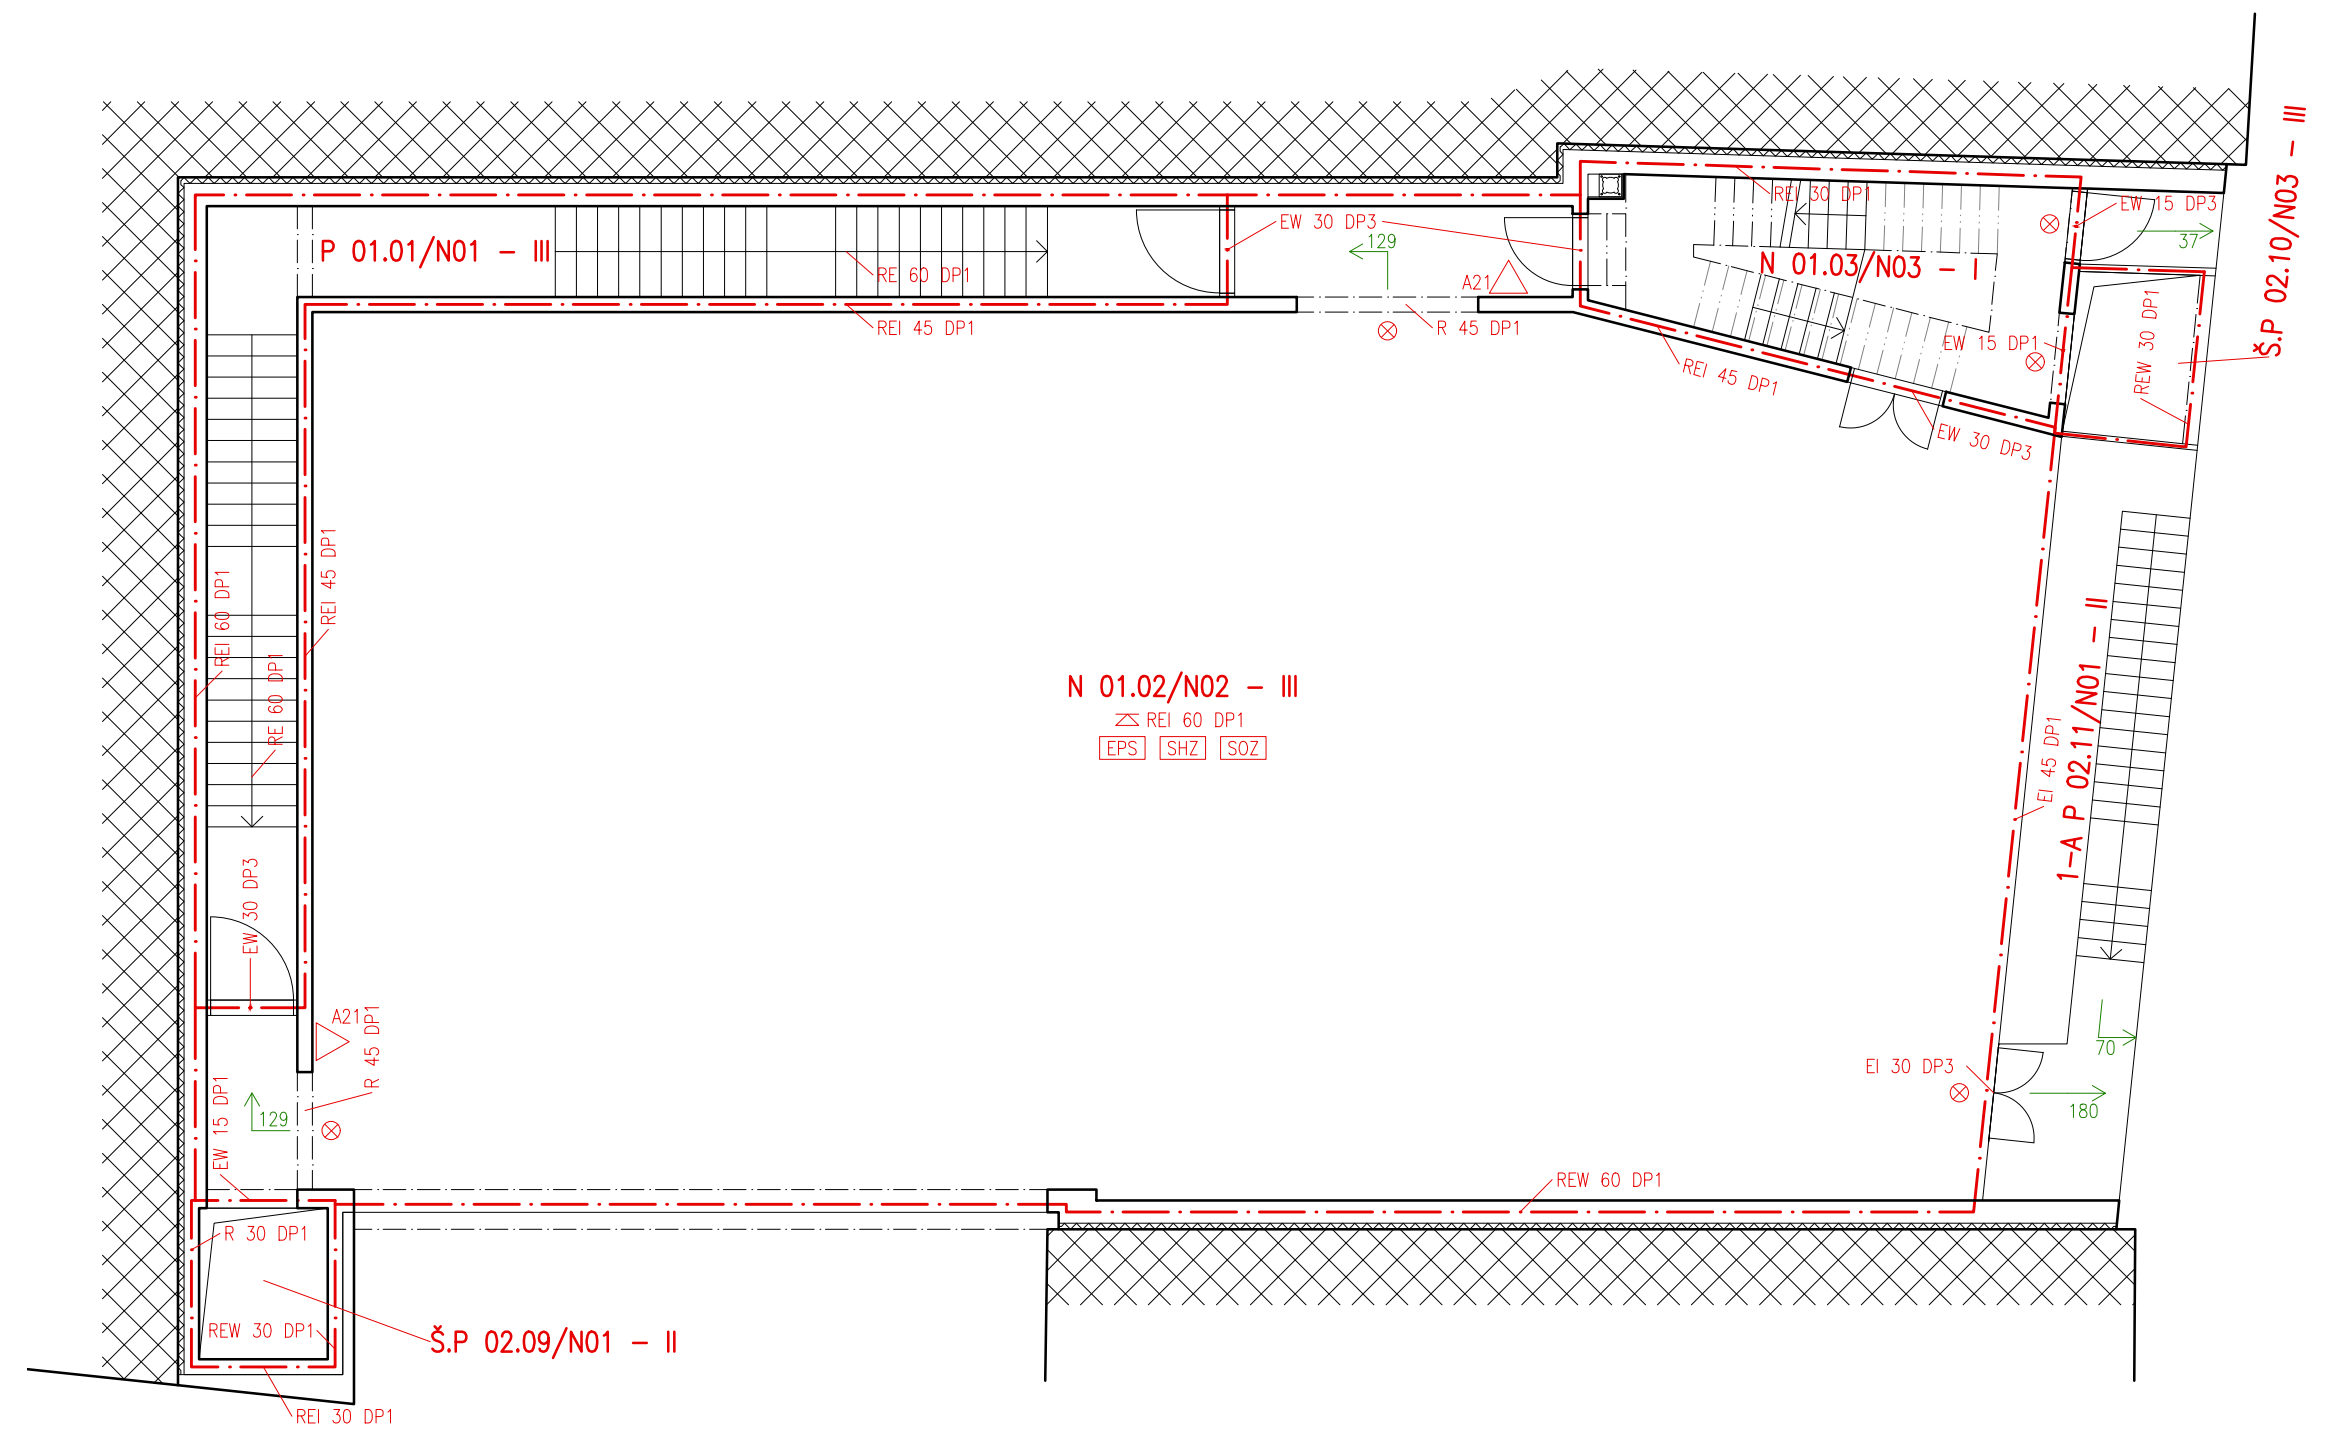 REI 30 DP1
EW 15 DP3
Š.P 02.10/N03 - III
37
EW 30 DP3
129
A21
P 01.01/N01 - III
RE 60 DP1
N 01.03/N03 - I
REI 45 DP1
R 45 DP1
EW 15 DP1
REW 30 DP1
REI 45 DP1
EW 30 DP3
REI 45 DP1
REI 60 DP1
RE 60 DP1
N 01.02/N02 - III
REI 60 DP1
EPS SHZ SOZ
EI 45 DP1
1-A P 02.11/N01 - II
EW 30 DP3
A21
R 45 DP1
70
EI 30 DP3
180
129
EW 15 DP1
REW 60 DP1
R 30 DP1
REW 30 DP1
Š.P 02.09/N01 - II
REI 30 DP1